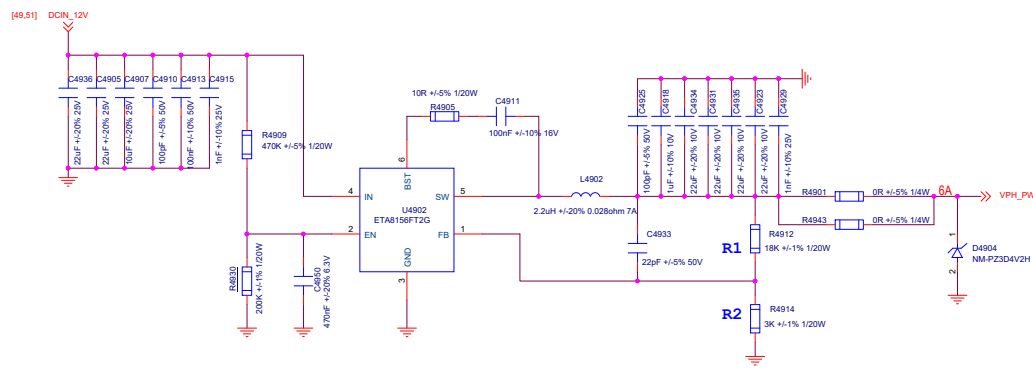 [49,51] DCIN_12V
C4936
C4905
C4907
C4910
C4913
C4915
22uF +/-20% 25V
22uF +/-20% 25V
10uF +/-20% 25V
100pF +/-5% 50V
100nF +/-10% 50V
1nF +/-10% 25V
R4909
470K +/-5% 1/20W
R4930
200K +/-1% 1/20W
C4950
470nF +/-20% 6.3V
10R +/-5% 1/20W
R4905
C4911
100nF +/-10% 16V
6
BST
4
IN
SW
5
U4902
ETA8156FT2G
2
EN
FB
1
GND
3
L4902
2.2uH +/-20% 0.028ohm 7A
C4925
C4918
C4934
C4931
C4935
C4923
C4929
100pF +/-5% 50V
1uF +/-10% 10V
22uF +/-20% 10V
22uF +/-20% 10V
22uF +/-20% 10V
22uF +/-20% 10V
1nF +/-10% 25V
C4933
22pF +/-5% 50V
R4901
0R +/-5% 1/4W
R4943
0R +/-5% 1/4W
6A
VPH_PW
R1
R4912
18K +/-1% 1/20W
R2
R4914
3K +/-1% 1/20W
1
D4904
NM-PZ3D4V2H
2